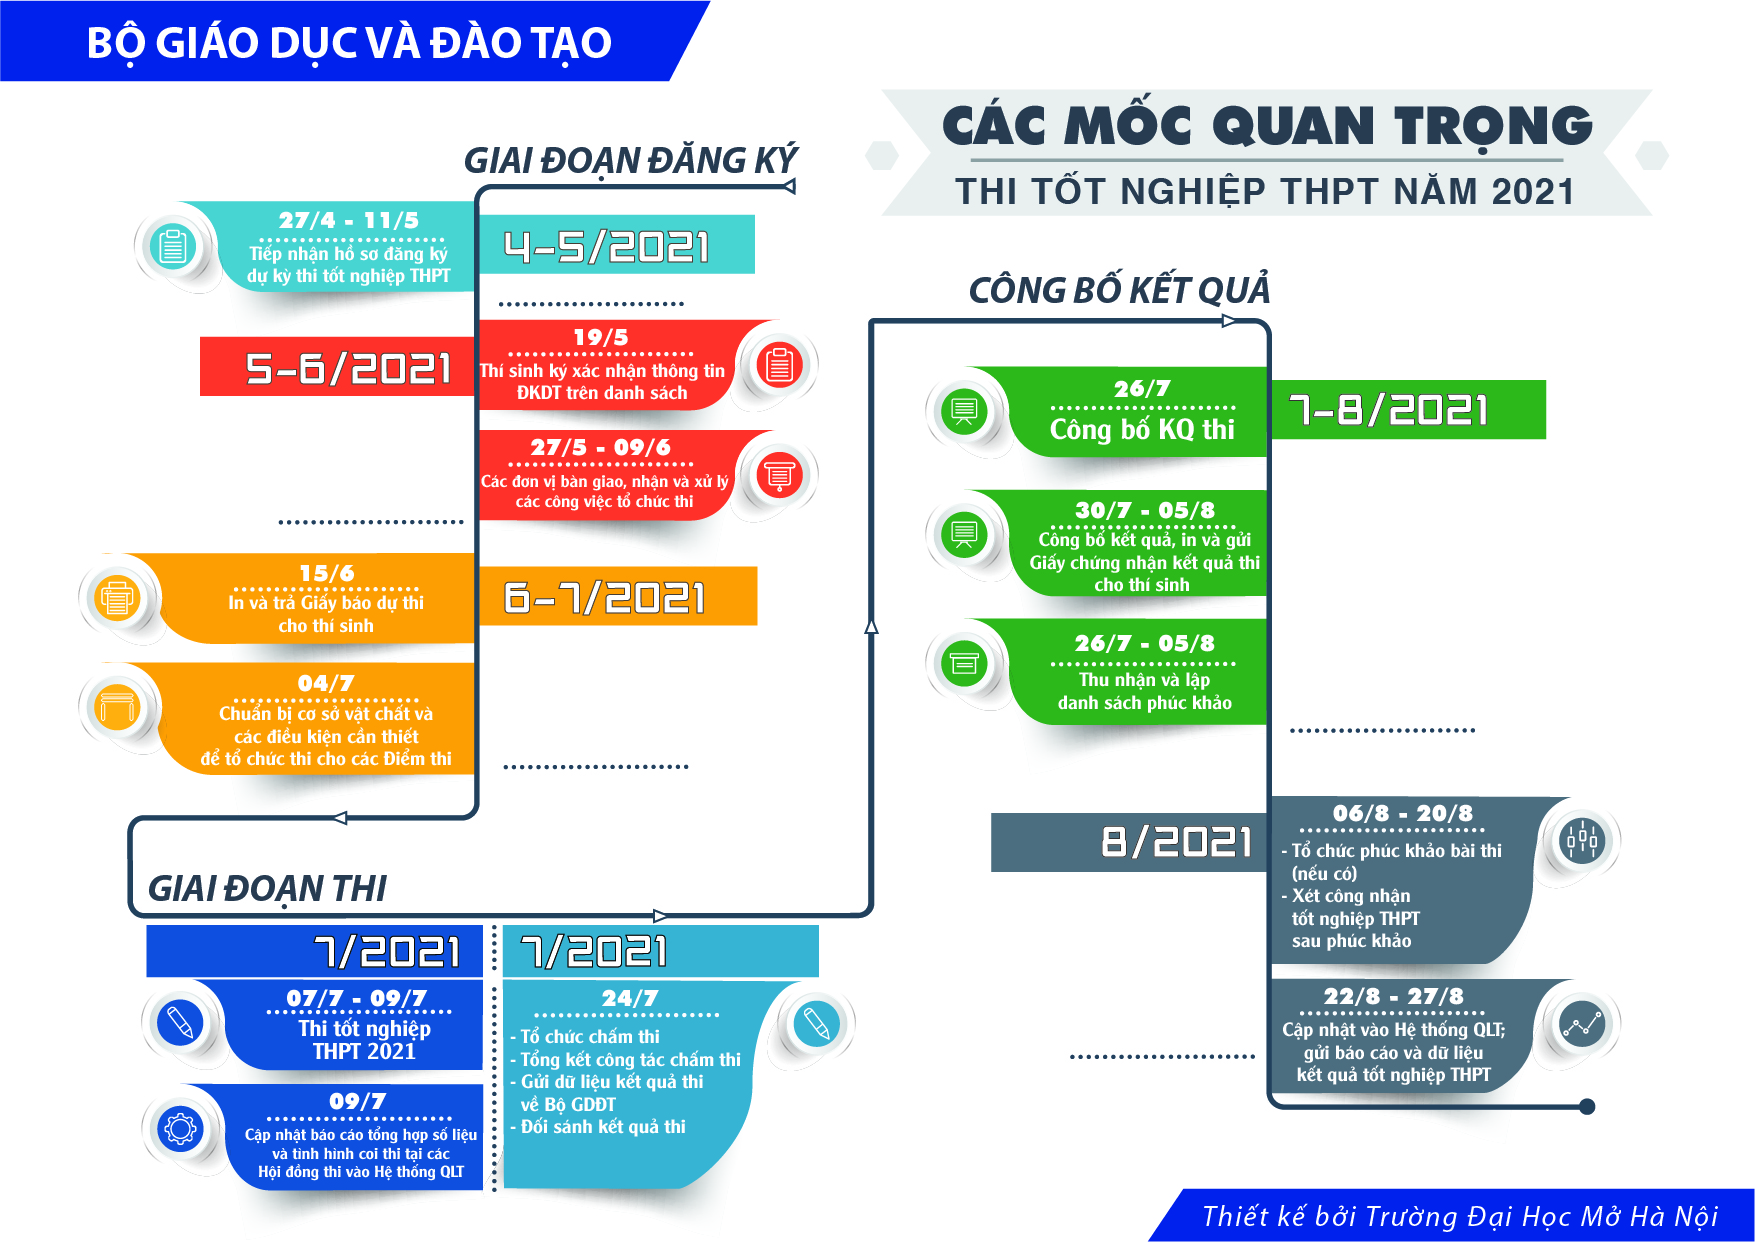 BỘ GIÁO DỤC VÀ ĐÀO TẠO
CÁC MỐC QUAN TRỌNG
THI TỐT NGHIỆP THPT NĂM 2021
GIAI ĐOẠN ĐĂNG KÝ
27/4 - 11/5
Tiếp nhận hồ sơ đăng ký
dự kỳ thi tốt nghiệp THPT
4-5/2021
5-6/2021
19/5
Thí sinh ký xác nhận thông tin
ĐKDT trên danh sách
27/5 - 09/6
Các đơn vị bàn giao, nhận và xử lý
các công việc tổ chức thi
15/6
In và trả Giấy báo dự thi
cho thí sinh
6-7/2021
04/7
Chuẩn bị cơ sở vật chất và
các điều kiện cần thiết
để tổ chức thi cho các Điểm thi
GIAI ĐOẠN THI
7/2021
07/7 - 09/7
Thi tốt nghiệp
THPT 2021
09/7
Cập nhật báo cáo tổng hợp số liệu
và tình hình coi thi tại các
Hội đồng thi vào Hệ thống QLT
7/2021
24/7
- Tổ chức chấm thi
- Tổng kết công tác chấm thi
- Gửi dữ liệu kết quả thi
về Bộ GDĐT
- Đối sánh kết quả thi
CÔNG BỐ KẾT QUẢ
26/7
Công bố KQ thi
7-8/2021
30/7 - 05/8
Công bố kết quả, in và gửi
Giấy chứng nhận kết quả thi
cho thí sinh
26/7 - 05/8
Thu nhận và lập
danh sách phúc khảo
8/2021
06/8 - 20/8
- Tổ chức phúc khảo bài thi
(nếu có)
- Xét công nhận
tốt nghiệp THPT
sau phúc khảo
22/8 - 27/8
Cập nhật vào Hệ thống QLT;
gửi báo cáo và dữ liệu
kết quả tốt nghiệp THPT
Thiết kế bởi Trường Đại Học Mở Hà Nội